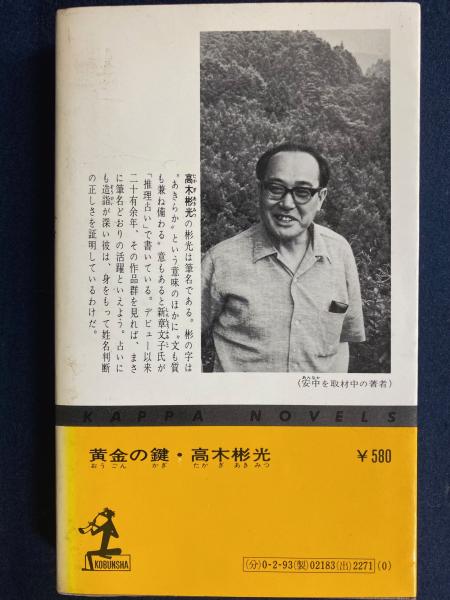 高木彬光の彬光は筆名である。彬の字は
〝あきらか〟という意味のほかに〝文も質
も兼ね備わる〟意もあると新章文子氏が
「推理占い」で書いている。デビュー以来
二十有余年、その作品群を見れば、まさ
に筆名どおりの活躍といえよう。占いに
も造詣が深い彼は、身をもって姓名判断
の正しさを証明しているわけだ。
あんなか
(安中を取材中の著者)
KAPPA NOVELS
黄金の鍵・高木彬光
おうごん かぎ たかぎあきみつ
¥580
KOBUNSHA
(分)0-2-93(製)02183(出)2271(0)